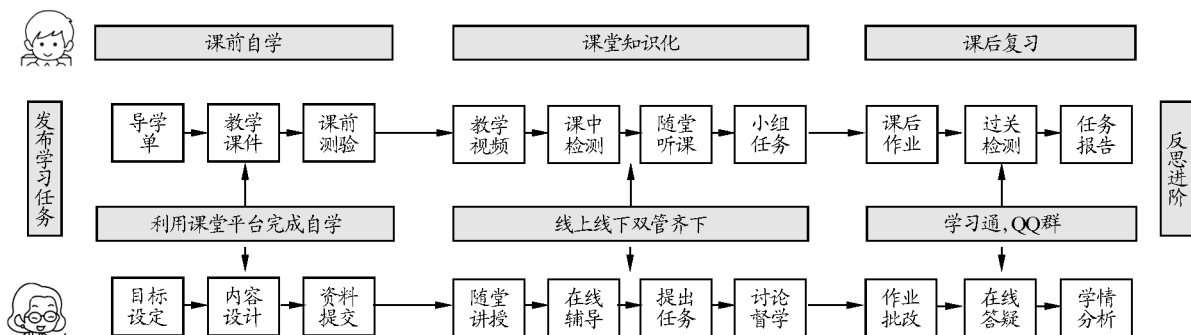 课前自学
课堂知识化
课后复习
发布学习任务
导学单
教学课件
课前测验
教学视频
课中检测
随堂听课
小组任务
课后作业
过关检测
任务报告
反思进阶
利用课堂平台完成自学
线上线下双管齐下
学习通,QQ群
目标设定
内容设计
资料提交
随堂讲授
在线辅导
提出任务
讨论督学
作业批改
在线答疑
学情分析